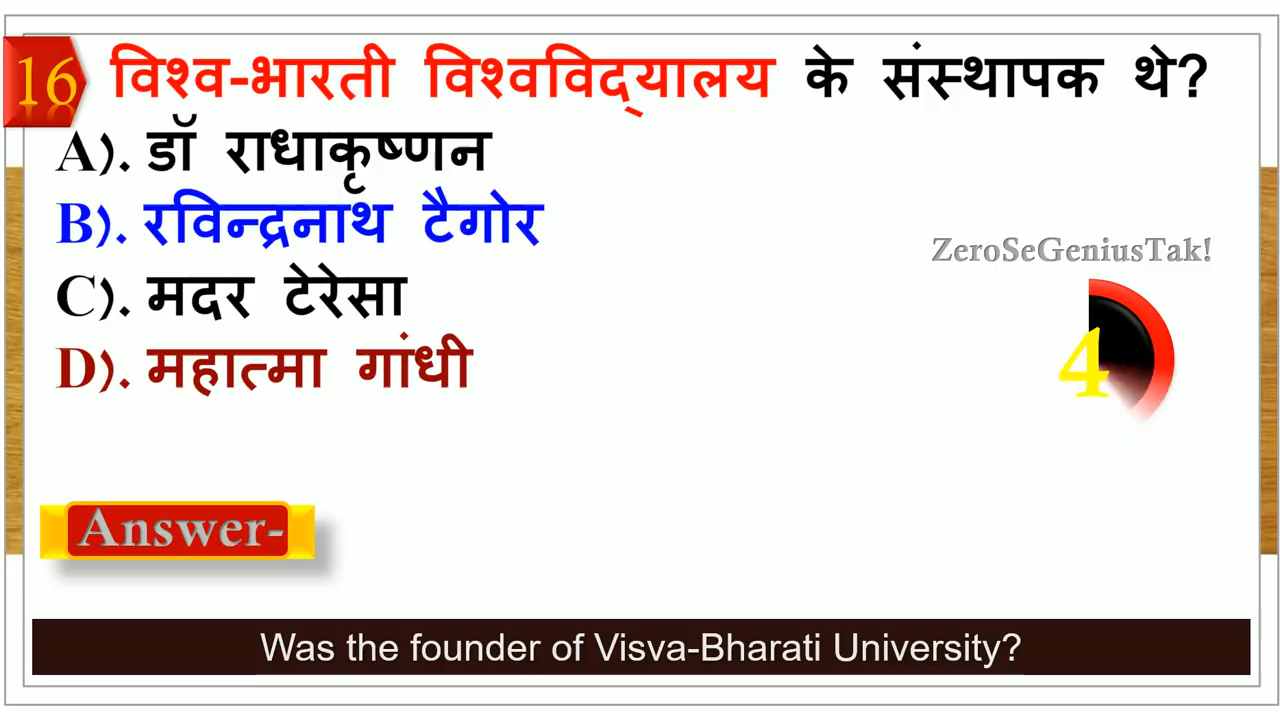 16 विश्व-भारती विश्वविद्यालय के संस्थापक थे?
A). डॉ राधाकृष्णन
B). रविन्द्रनाथ टैगोर
ZeroSeGeniusTak!
C). मदर टेरेसा
4
D). महात्मा गांधी
Answer-
Was the founder of Visva-Bharati University?